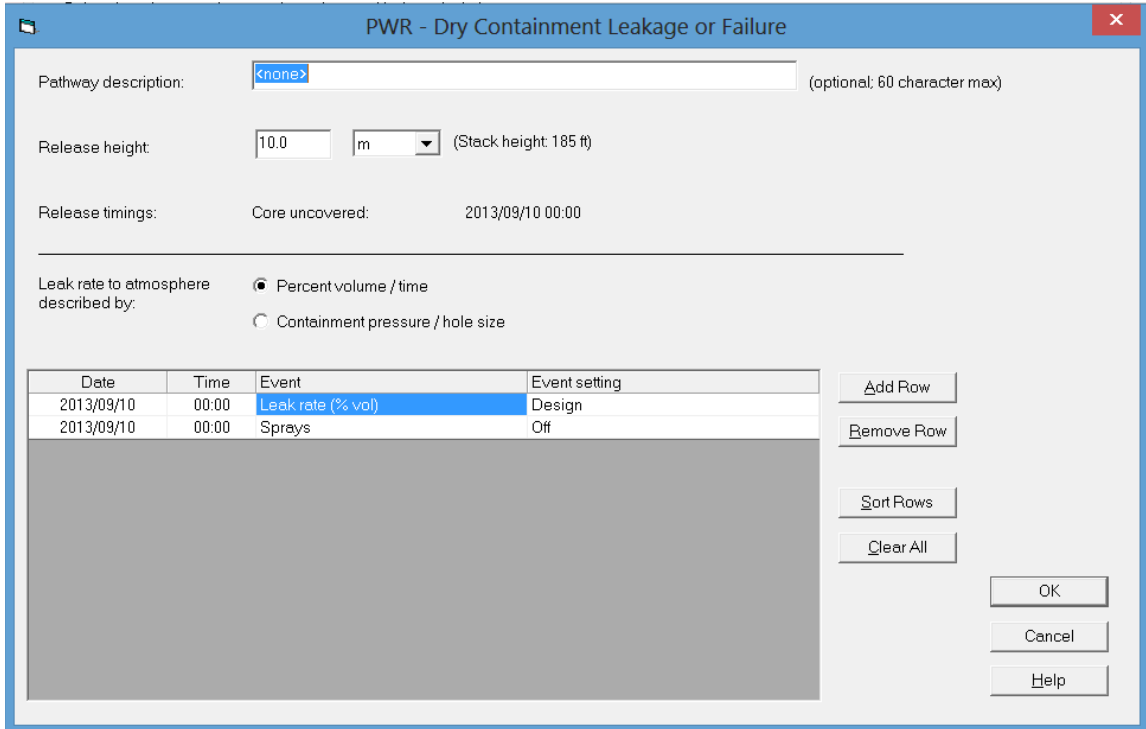 PWR - Dry Containment Leakage or Failure
Pathway description: <none> (optional; 60 character max)
Release height: 10.0 m (Stack height: 185 ft)
Release timings: Core uncovered: 2013/09/10 00:00
Leak rate to atmosphere described by:
Percent volume / time
Containment pressure / hole size
Date Time Event Event setting
2013/09/10 00:00 Leak rate (% vol) Design
2013/09/10 00:00 Sprays Off
Add Row
Remove Row
Sort Rows
Clear All
OK
Cancel
Help